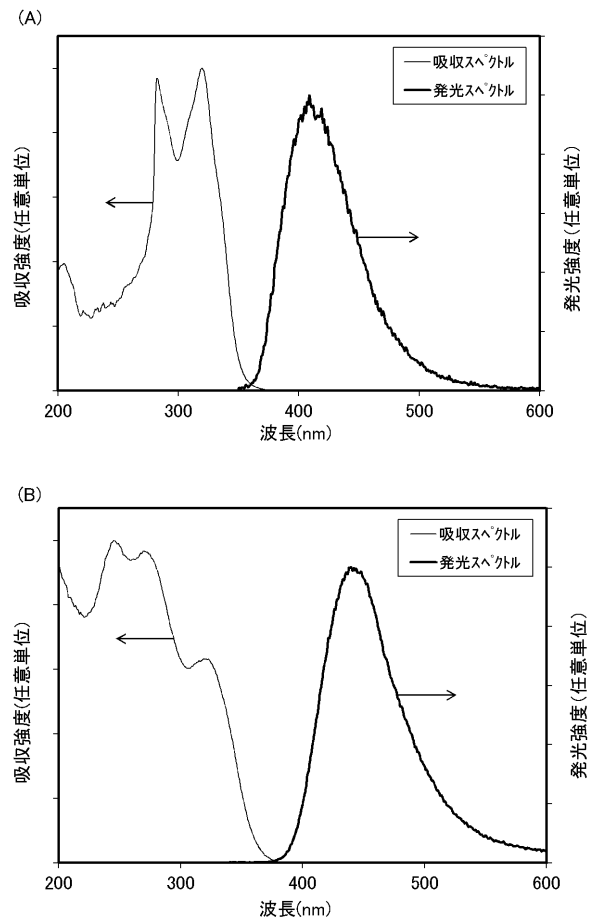 (A)
吸収スペクトル
発光スペクトル
吸収強度(任意単位)
発光強度(任意単位)
200 300 400 500 600
波長(nm)
(B)
吸収スペクトル
発光スペクトル
吸収強度(任意単位)
発光強度(任意単位)
200 300 400 500 600
波長(nm)